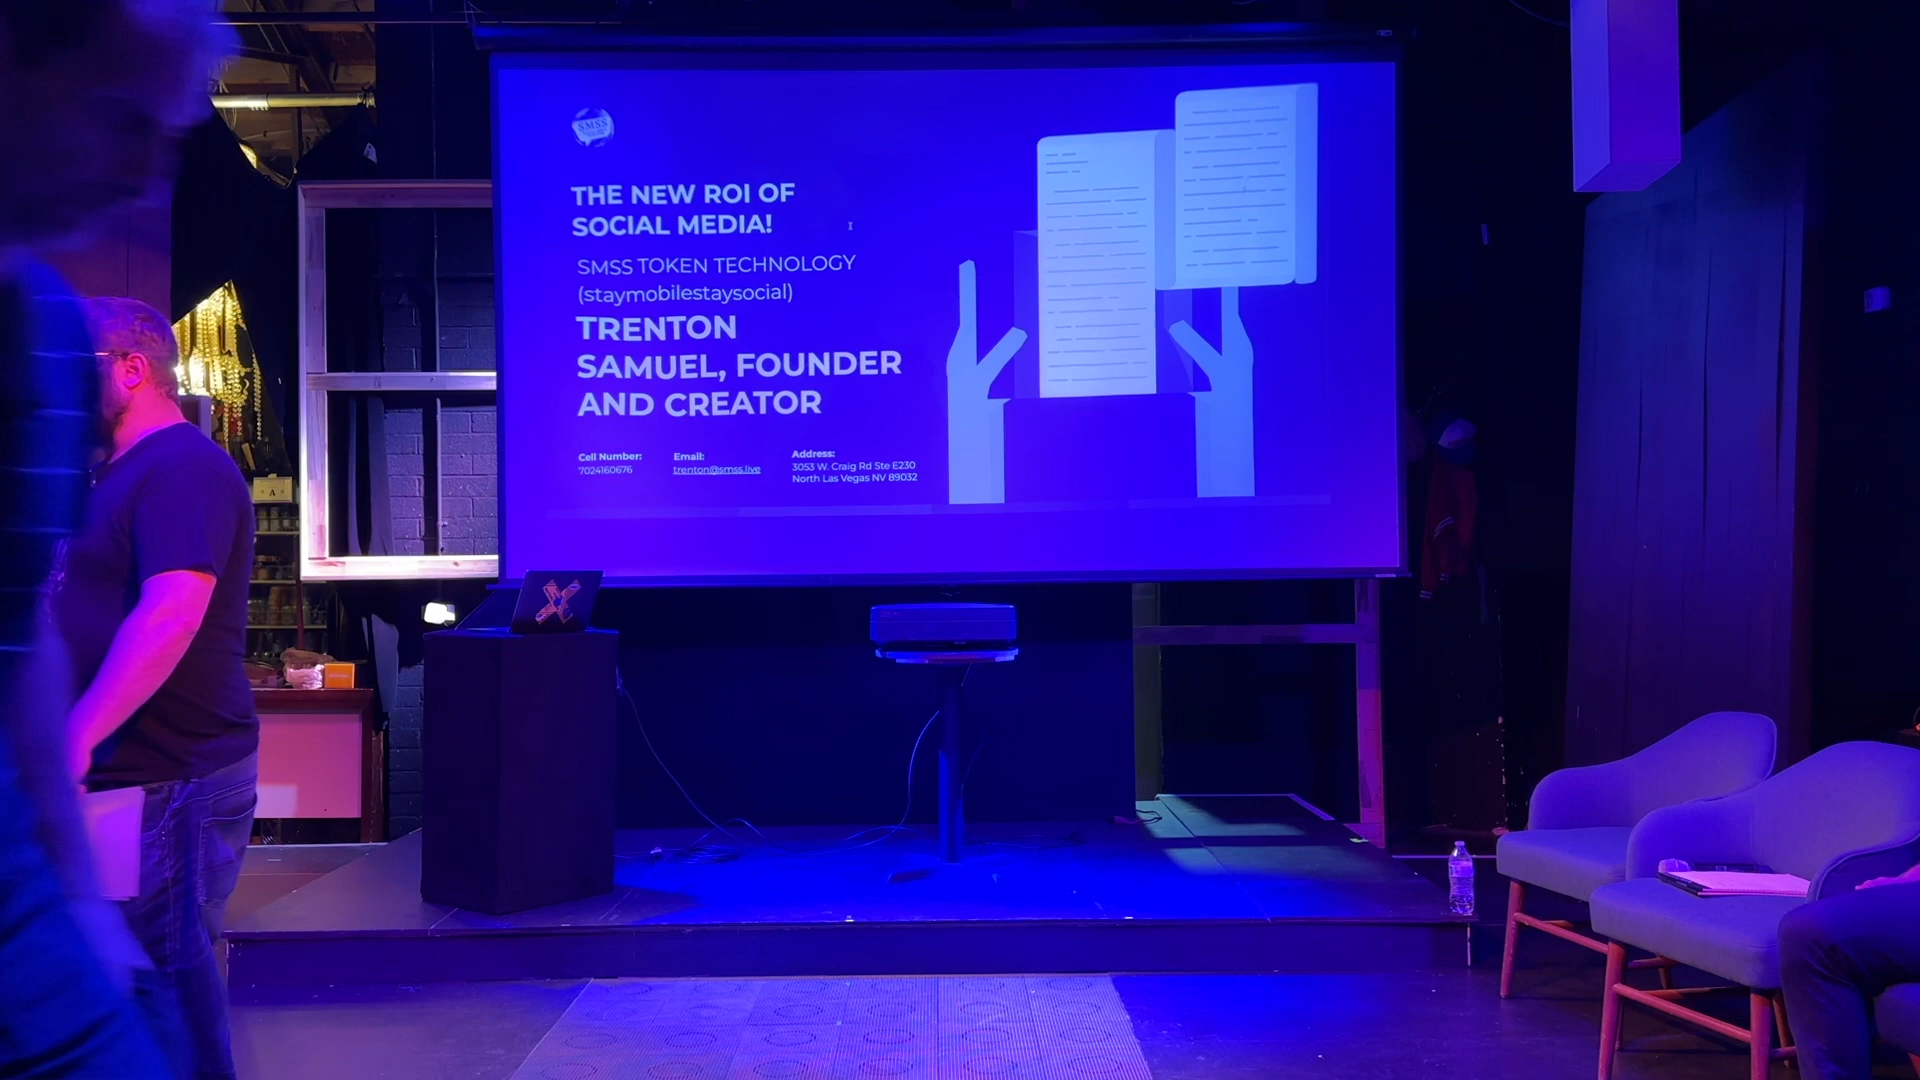 SMSS
THE NEW ROI OF
SOCIAL MEDIA!
SMSS TOKEN TECHNOLOGY
(staymobilestaysocial)
TRENTON
SAMUEL, FOUNDER
AND CREATOR
Cell Number:
7024160676
Email:
trenton@smss.live
Address:
3053 W. Craig Rd Ste E230
North Las Vegas NV 89032
A